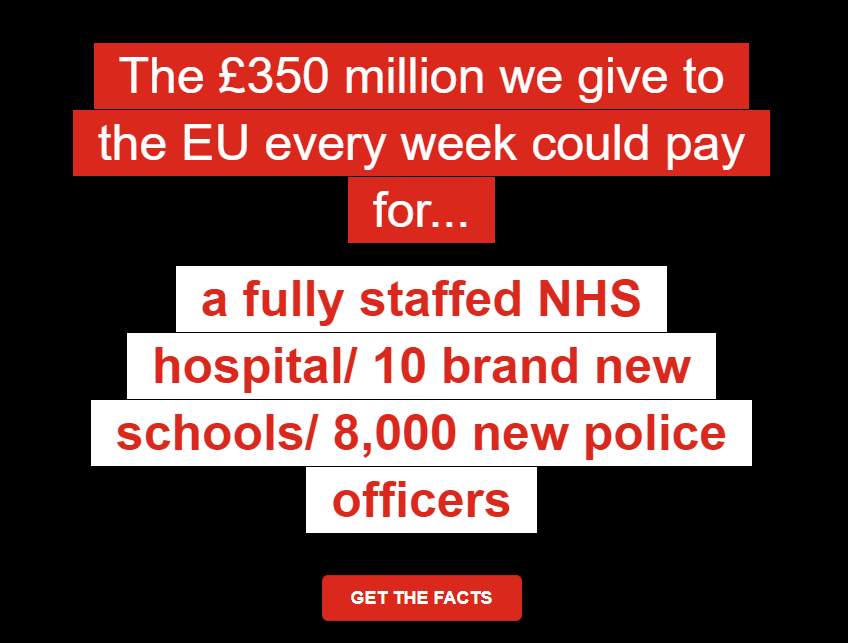 The £350 million we give to
the EU every week could pay
for...
a fully staffed NHS
hospital/ 10 brand new
schools/ 8,000 new police
officers
GET THE FACTS